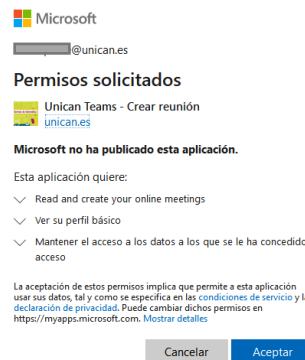 Microsoft
@unican.es
Permisos solicitados
Unican Teams - Crear reunión
unican.es
Microsoft no ha publicado esta aplicación.
Esta aplicación quiere:
Read and create your online meetings
Ver su perfil básico
Mantener el acceso a los datos a los que se le ha concedido
acceso
La aceptación de estos permisos implica que permite a esta aplicación
usar sus datos, tal y como se especifica en las condiciones de servicio y l
declaración de privacidad. Puede cambiar dichos permisos en
https://myapps.microsoft.com. Mostrar detalles
Cancelar
Aceptar